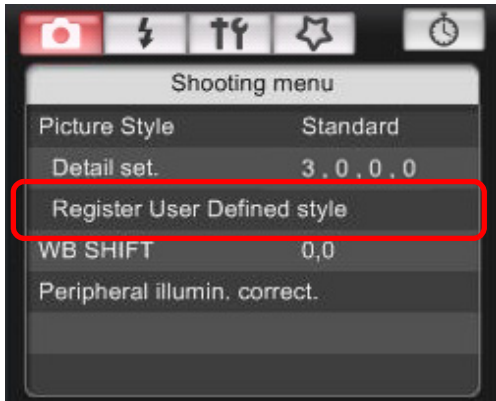 Shooting menu
Picture Style Standard
Detail set. 3 . 0 . 0 . 0
Register User Defined style
WB SHIFT 0,0
Peripheral illumin. correct.